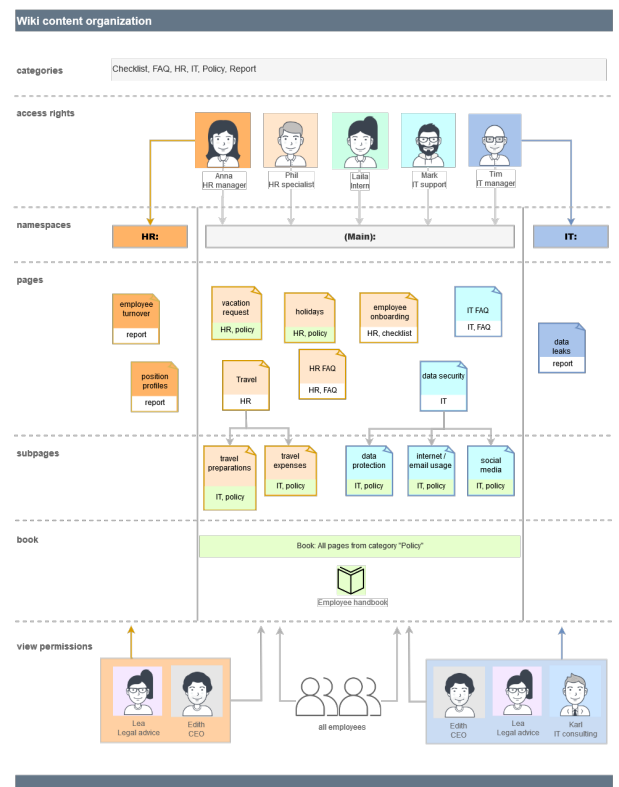 Wiki content organization
categories
Checklist, FAQ, HR, IT, Policy, Report
access rights
Anna
HR manager
Phil
HR specialist
Laila
Intern
Mark
IT support
Tim
IT manager
namespaces
HR:
(Main):
IT:
pages
employee
turnover
report
vacation
request
HR, policy
holidays
HR, policy
employee
onboarding
HR, checklist
IT FAQ
IT, FAQ
data
leaks
report
position
profiles
report
Travel
HR
HR FAQ
HR, FAQ
data security
IT
subpages
travel
preparations
IT, policy
travel
expenses
IT, policy
data
protection
IT, policy
internet /
email usage
IT, policy
social
media
IT, policy
book
Book: All pages from category "Policy"
Employee handbook
view permissions
Lea
Legal advice
Edith
CEO
all employees
Edith
CEO
Lea
Legal advice
Karl
IT consulting